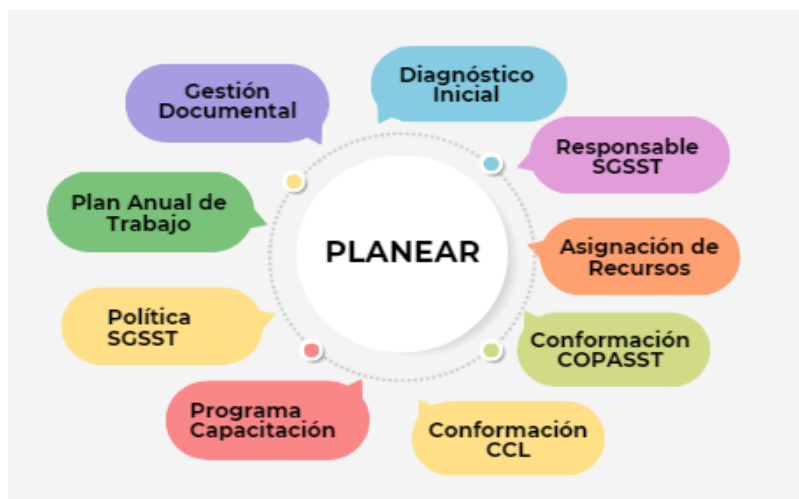 Gestión
Documental
Diagnóstico
Inicial
Responsable
SGSST
Plan Anual de
Trabajo
PLANEAR
Asignación de
Recursos
Política
SGSST
Conformación
COPASST
Programa
Capacitación
Conformación
CCL